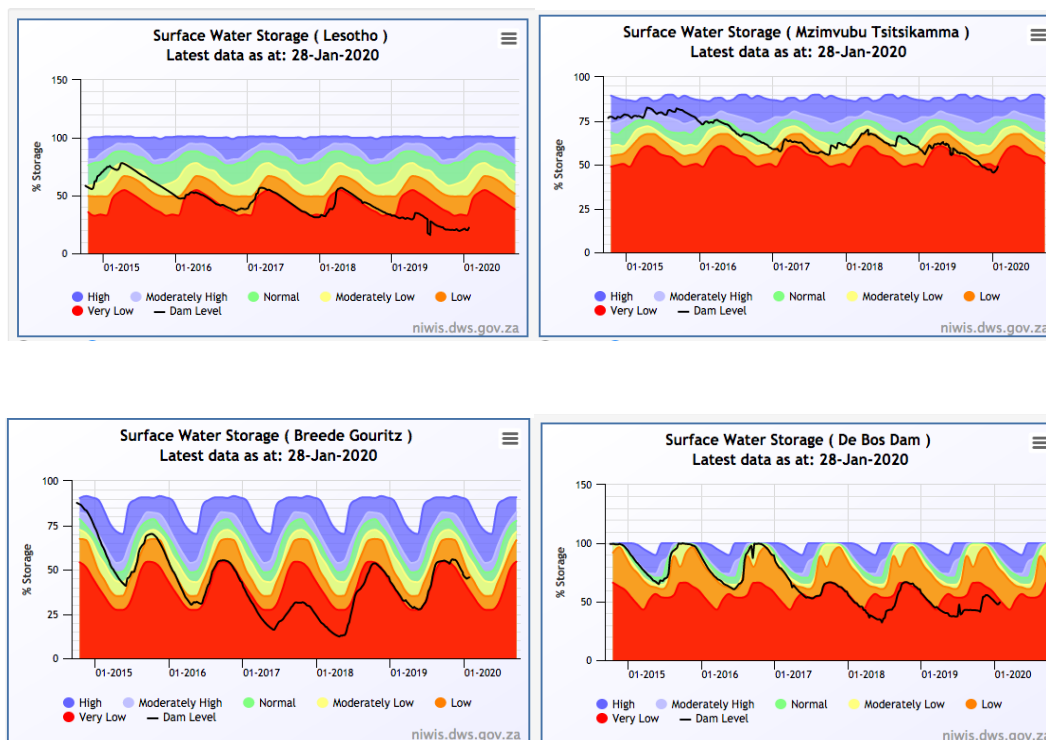 Surface Water Storage ( Lesotho )
Latest data as at: 28-Jan-2020
% Storage
150
100
50
0
01-2015 01-2016 01-2017 01-2018 01-2019 01-2020
High Moderately High Normal Moderately Low Low
Very Low Dam Level
niwis.dws.gov.za
Surface Water Storage ( Mzimvubu Tsitsikamma )
Latest data as at: 28-Jan-2020
% Storage
100
75
50
25
0
01-2015 01-2016 01-2017 01-2018 01-2019 01-2020
High Moderately High Normal Moderately Low Low
Very Low Dam Level
niwis.dws.gov.za
Surface Water Storage ( Breede Gouritz )
Latest data as at: 28-Jan-2020
% Storage
100
75
50
25
0
01-2015 01-2016 01-2017 01-2018 01-2019 01-2020
High Moderately High Normal Moderately Low Low
Very Low Dam Level
niwis.dws.gov.za
Surface Water Storage ( De Bos Dam )
Latest data as at: 28-Jan-2020
% Storage
150
100
50
0
01-2015 01-2016 01-2017 01-2018 01-2019 01-2020
High Moderately High Normal Moderately Low Low
Very Low Dam Level
niwis.dws.gov.za